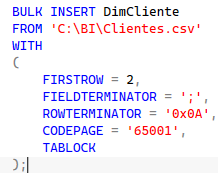 BULK INSERT DimCliente
FROM 'C:\BI\Clientes.csv'
WITH
(
    FIRSTROW = 2,
    FIELDTERMINATOR = ';',
    ROWTERMINATOR = '0x0A',
    CODEPAGE = '65001',
    TABLOCK
);